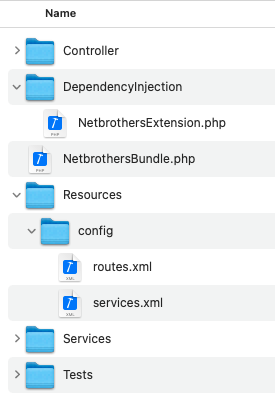 Name
Controller
DependencyInjection
NetbrothersExtension.php
NetbrothersBundle.php
Resources
config
routes.xml
services.xml
Services
Tests
PHP
PHP
XML
XML